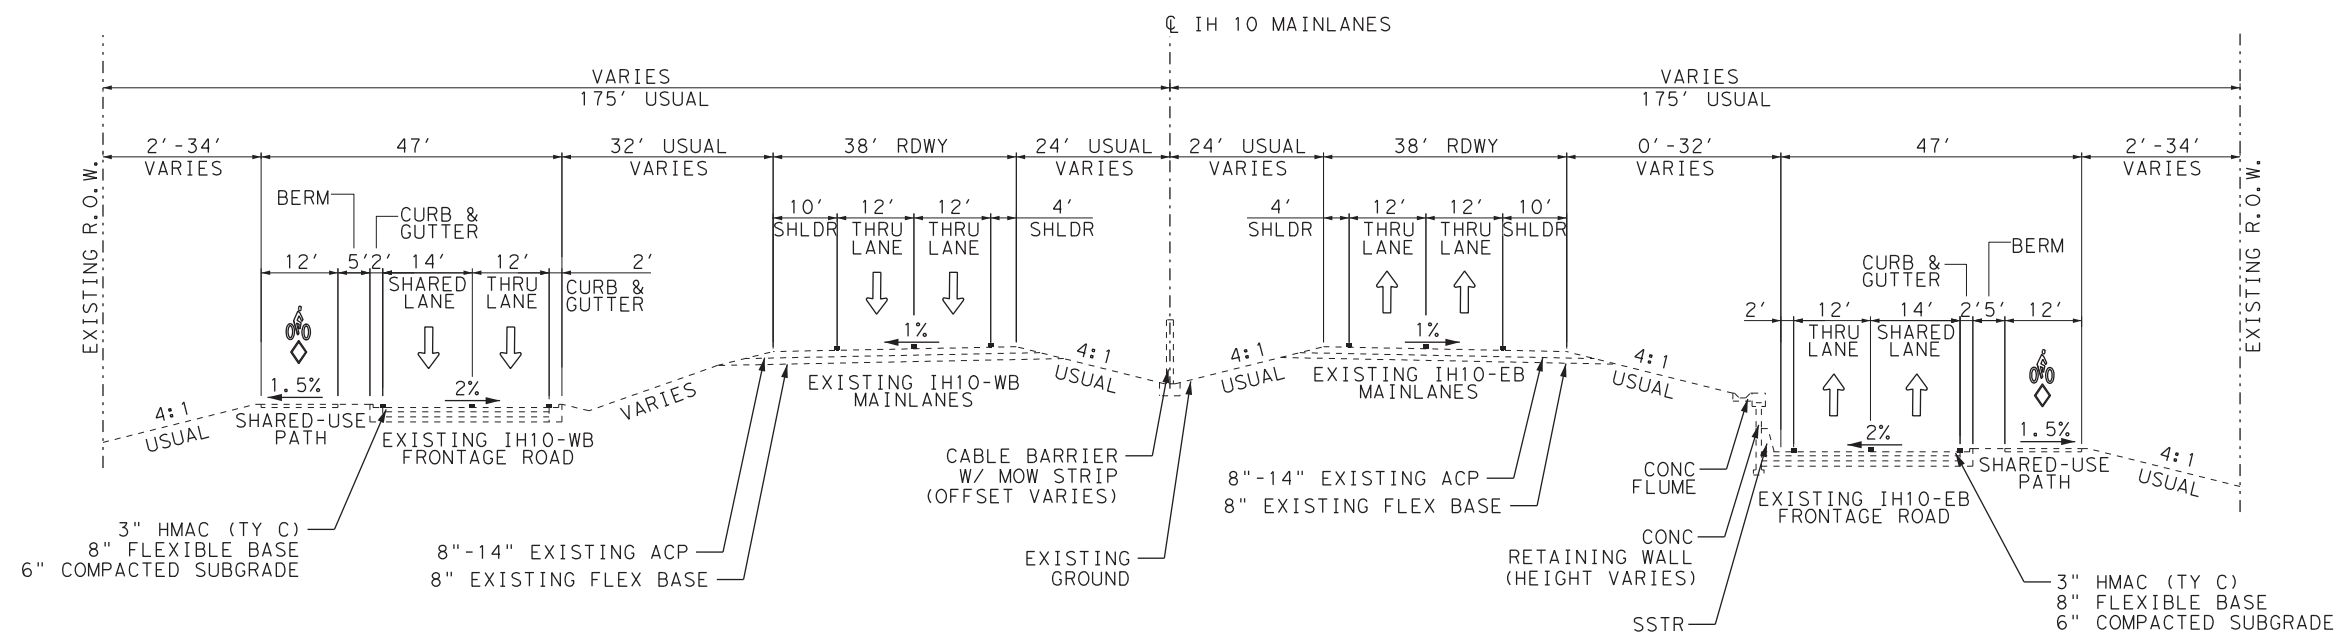 ℄ IH 10 MAINLANES
VARIES
175' USUAL
VARIES
175' USUAL
2'-34'
VARIES
47'
32' USUAL
VARIES
38' RDWY
24' USUAL
VARIES
24' USUAL
VARIES
38' RDWY
0'-32'
VARIES
47'
2'-34'
VARIES
EXISTING R.O.W.
BERM
CURB &
GUTTER
12'
5'
2'
14'
SHARED
LANE
12'
THRU
LANE
2'
CURB &
GUTTER
10'
SHLDR
12'
THRU
LANE
12'
THRU
LANE
4'
SHLDR
4'
SHLDR
12'
THRU
LANE
12'
THRU
LANE
10'
SHLDR
BERM
CURB &
GUTTER
2'
12'
THRU
LANE
14'
SHARED
LANE
2'
5'
12'
EXISTING R.O.W.
4:1
USUAL
1.5%
SHARED-USE
PATH
2%
EXISTING IH10-WB
FRONTAGE ROAD
VARIES
1%
EXISTING IH10-WB
MAINLANES
4:1
USUAL
4:1
USUAL
1%
EXISTING IH10-EB
MAINLANES
4:1
USUAL
2%
EXISTING IH10-EB
FRONTAGE ROAD
1.5%
SHARED-USE
PATH
4:1
USUAL
3" HMAC (TY C)
8" FLEXIBLE BASE
6" COMPACTED SUBGRADE
8"-14" EXISTING ACP
8" EXISTING FLEX BASE
CABLE BARRIER
W/ MOW STRIP
(OFFSET VARIES)
EXISTING
GROUND
8"-14" EXISTING ACP
8" EXISTING FLEX BASE
CONC
FLUME
CONC
RETAINING WALL
(HEIGHT VARIES)
SSTR
3" HMAC (TY C)
8" FLEXIBLE BASE
6" COMPACTED SUBGRADE